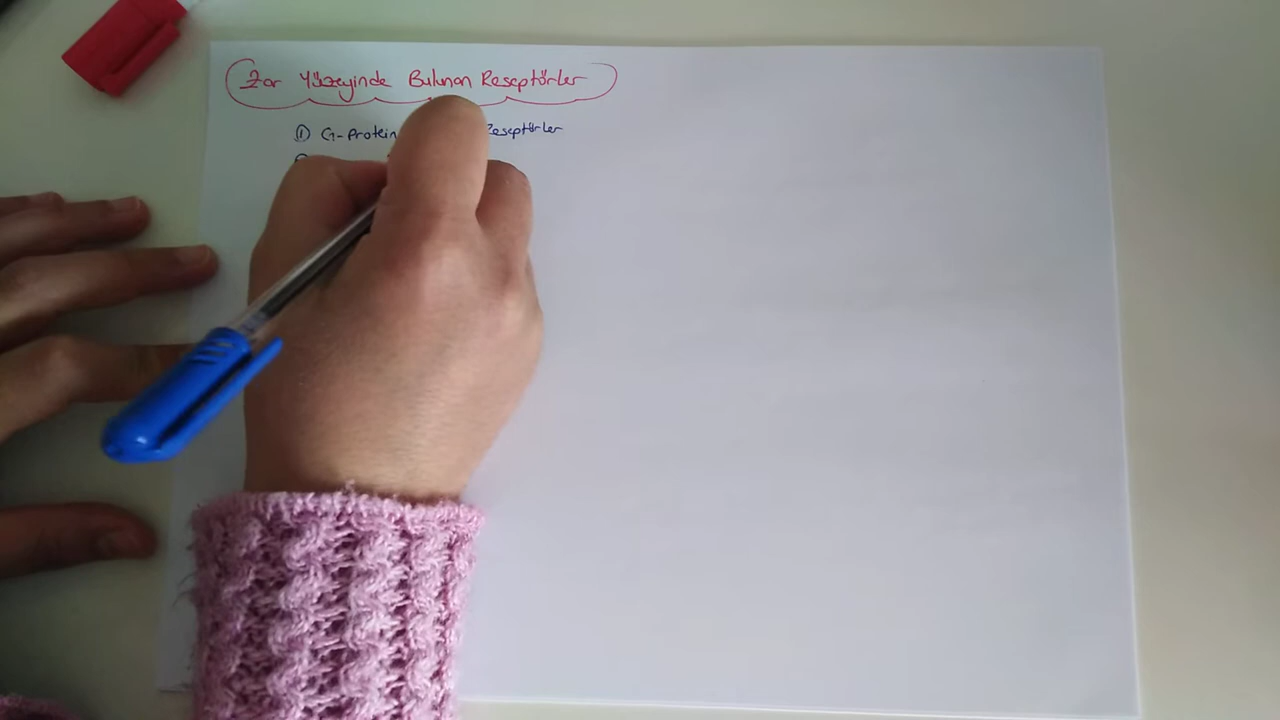 Zar Yüzeyinde Bulunan Reseptörler
① G-Protein Reseptörler